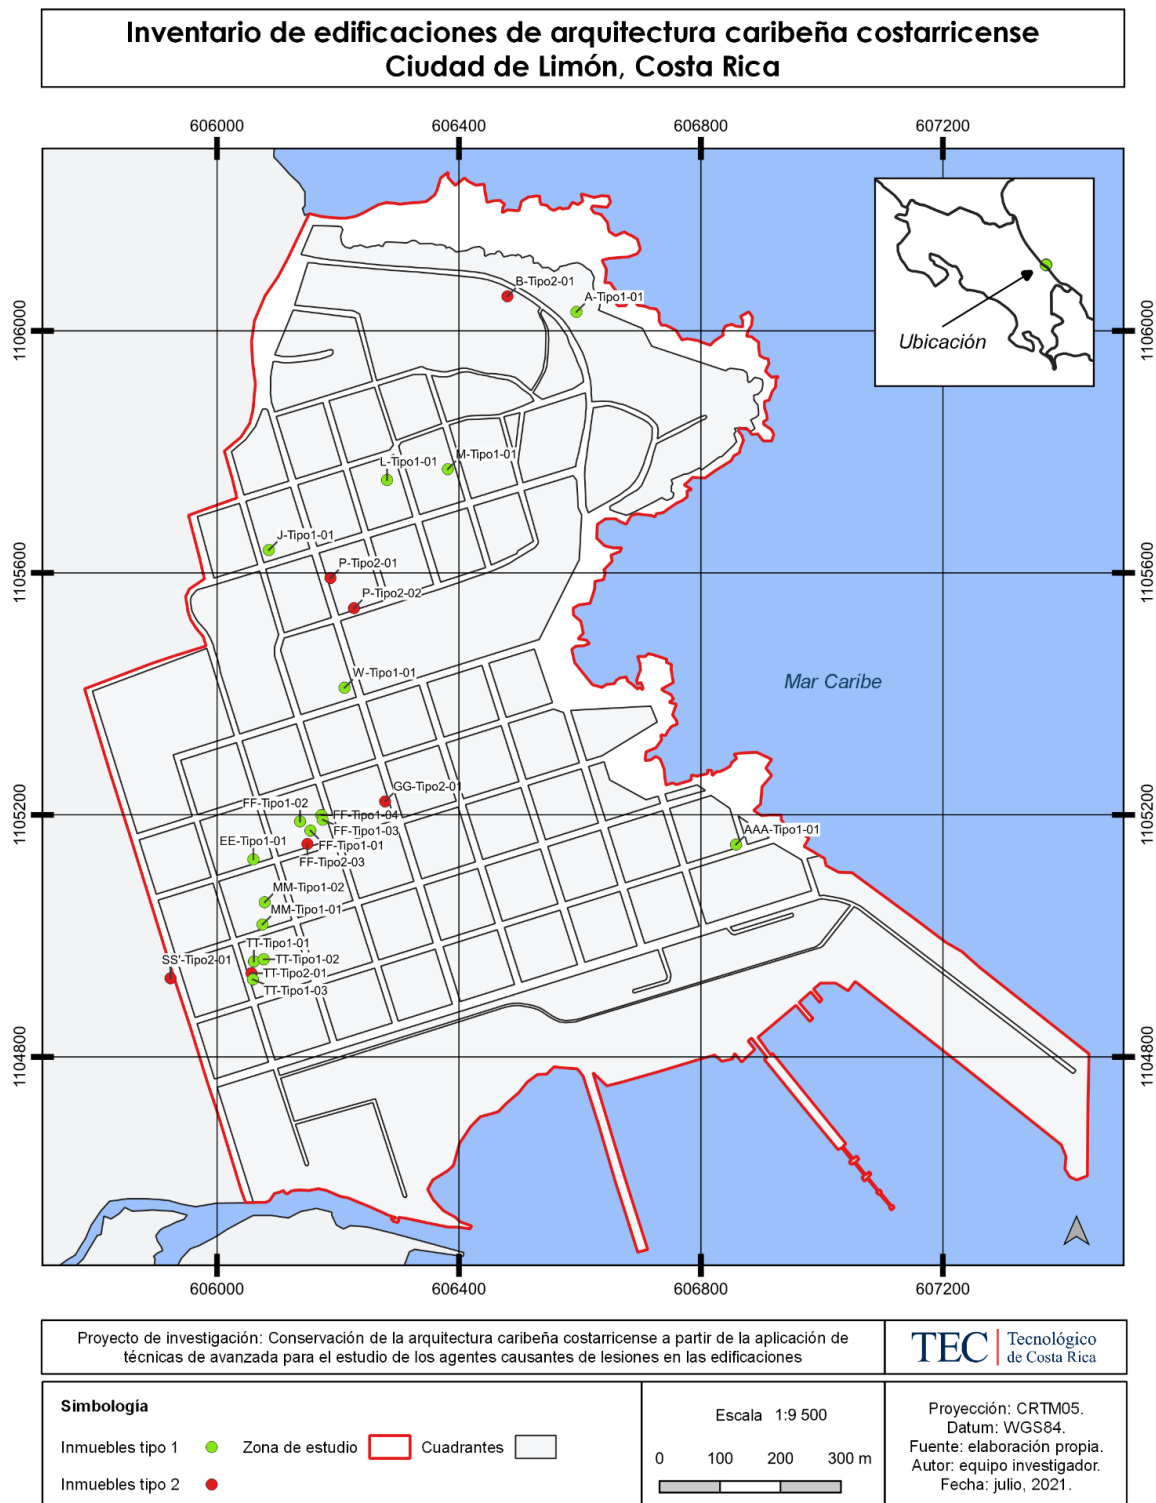 Inventario de edificaciones de arquitectura caribeña costarricense
Ciudad de Limón, Costa Rica
606000
606400
606800
607200
1106000
1106000
Ubicación
B-Tipo2-01
A-Tipo1-01
L-Tipo1-01
M-Tipo1-01
J-Tipo1-01
P-Tipo2-01
P-Tipo2-02
1105600
1105600
W-Tipo1-01
Mar Caribe
GG-Tipo2-01
FF-Tipo1-02
FF-Tipo1-04
FF-Tipo1-03
FF-Tipo1-01
FF-Tipo2-03
EE-Tipo1-01
AAA-Tipo1-01
1105200
1105200
MM-Tipo1-02
MM-Tipo1-01
TT-Tipo1-01
TT-Tipo1-02
SS'-Tipo2-01
TT-Tipo2-01
TT-Tipo1-03
1104800
1104800
606000
606400
606800
607200
Proyecto de investigación: Conservación de la arquitectura caribeña costarricense a partir de la aplicación de
técnicas de avanzada para el estudio de los agentes causantes de lesiones en las edificaciones
TEC
Tecnológico
de Costa Rica
Simbología
Inmuebles tipo 1
Zona de estudio
Cuadrantes
Inmuebles tipo 2
Escala 1:9 500
0 100 200 300 m
Proyección: CRTM05.
Datum: WGS84.
Fuente: elaboración propia.
Autor: equipo investigador.
Fecha: julio, 2021.